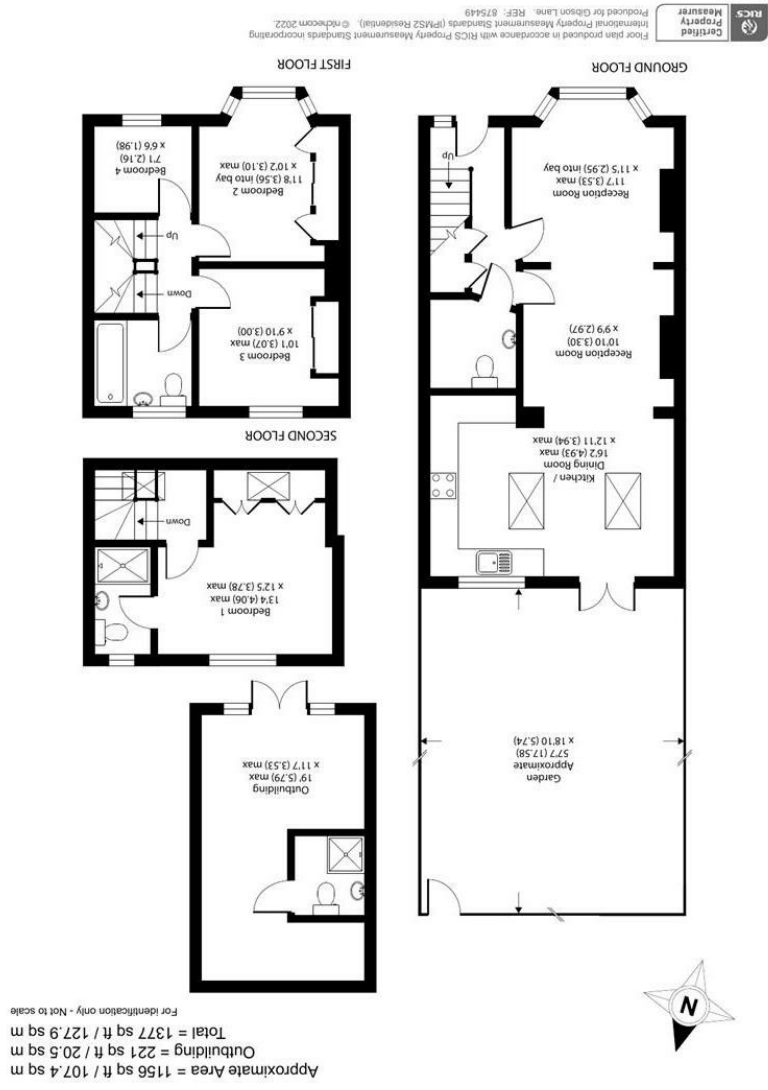 Approximate Area = 1156 sq ft / 107.4 sq m
Outbuilding = 221 sq ft / 20.5 sq m
Total = 1377 sq ft / 127.9 sq m
For identification only - Not to scale
N
Garden
Approximate
57'7 (17.58)
x 18'10 (5.74)
Outbuilding
19' (5.79) max
x 11'7 (3.53) max
Kitchen /
Dining Room
16'2 (4.93) max
x 12'11 (3.94) max
Reception Room
10'10 (3.30)
x 9'9 (2.97)
Reception Room
11'7 (3.53) max
x 11'5 (2.95) into bay
Up
GROUND FLOOR
Bedroom 1
13'4 (4.06) max
x 12'5 (3.78) max
Down
SECOND FLOOR
Bedroom 3
10'1 (3.07) max
x 9'10 (3.00)
Down
Up
Bedroom 2
11'8 (3.56) into bay
x 10'2 (3.10) max
Bedroom 4
7'1 (2.16)
x 6'6 (1.98)
FIRST FLOOR
RICS
Certified
Property
Measurer
Floor plan produced in accordance with RICS Property Measurement Standards incorporating
International Property Measurement Standards (IPMS2 Residential). © nichecom 2022.
Produced for Gibson Lane. REF: 875449